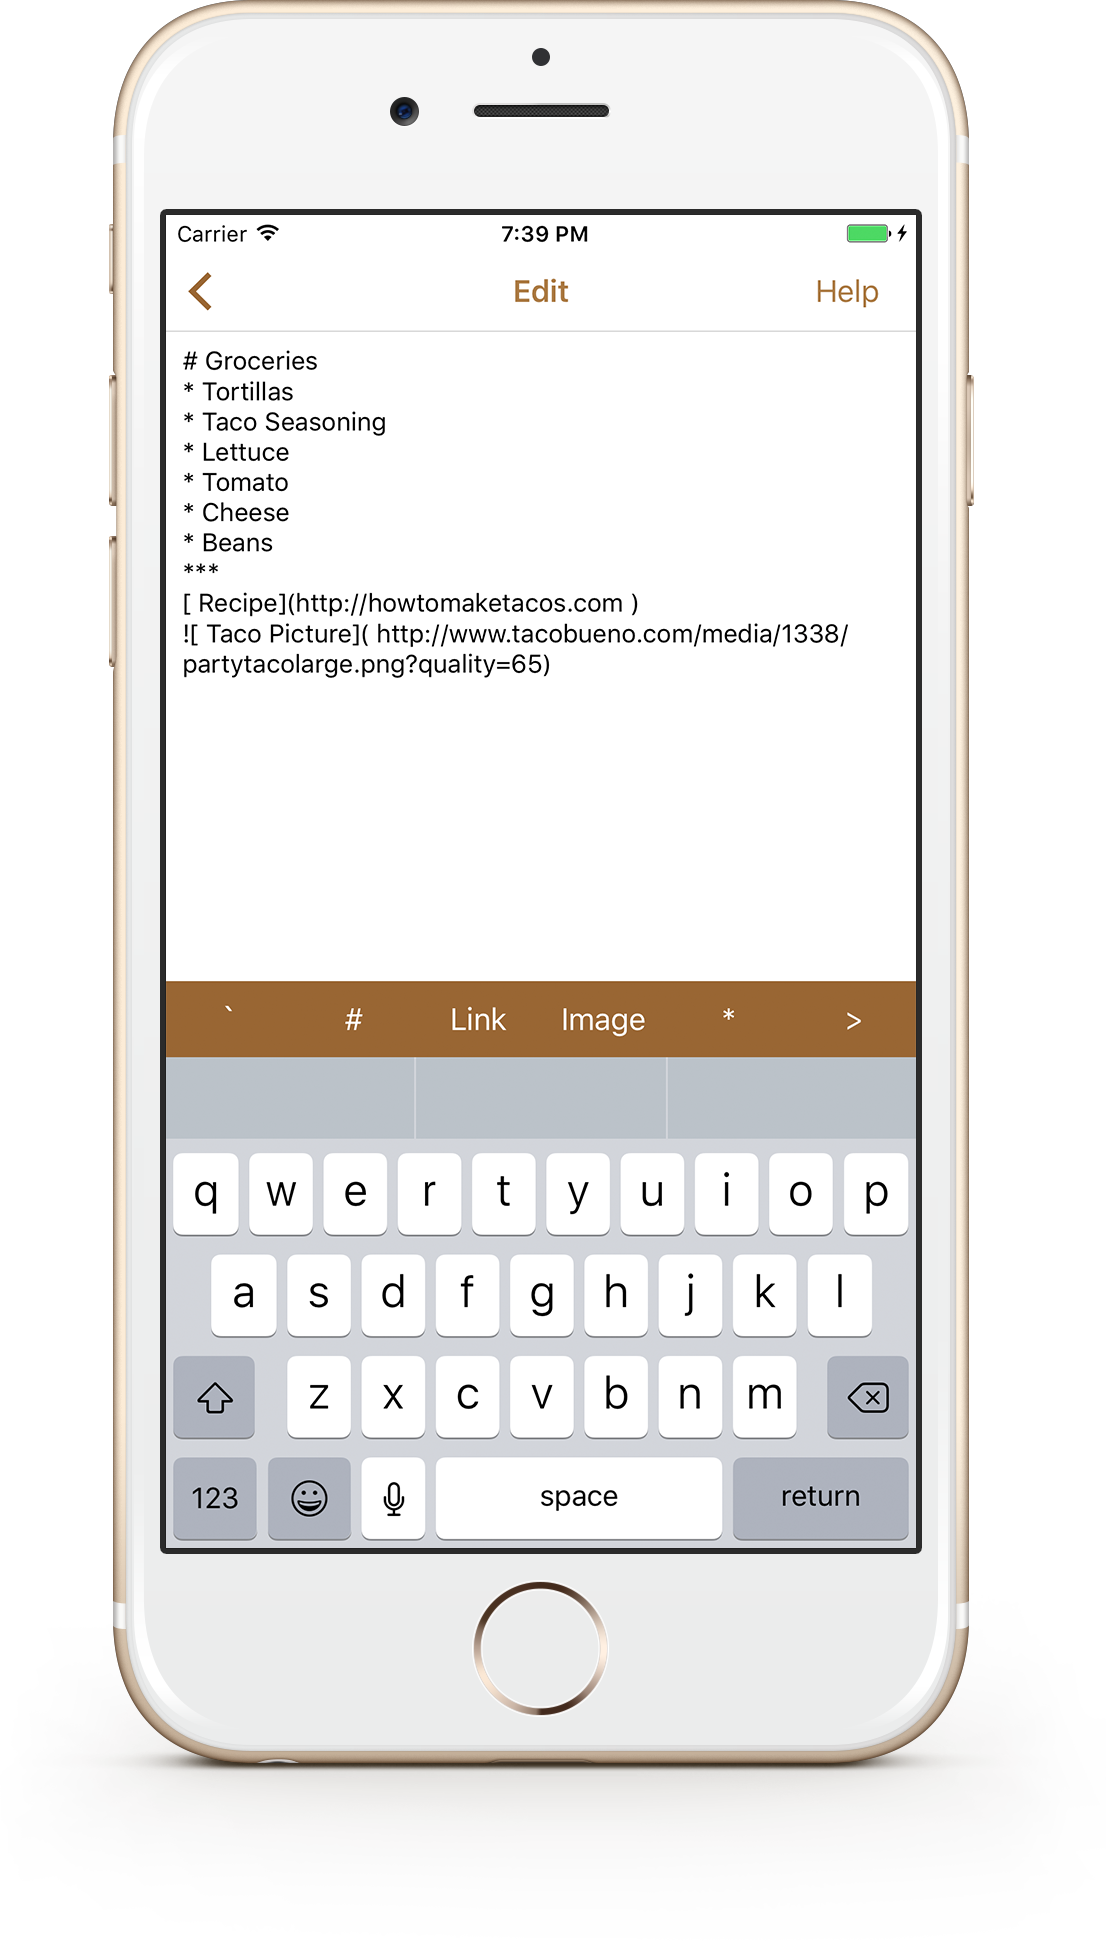 Carrier 7:39 PM
Edit Help
# Groceries
* Tortillas
* Taco Seasoning
* Lettuce
* Tomato
* Cheese
* Beans
***
[ Recipe](http://howtomaketacos.com )
![ Taco Picture]( http://www.tacobueno.com/media/1338/
partytacolarge.png?quality=65)
` # Link Image * >
q w e r t y u i o p
a s d f g h j k l
z x c v b n m
123 space return